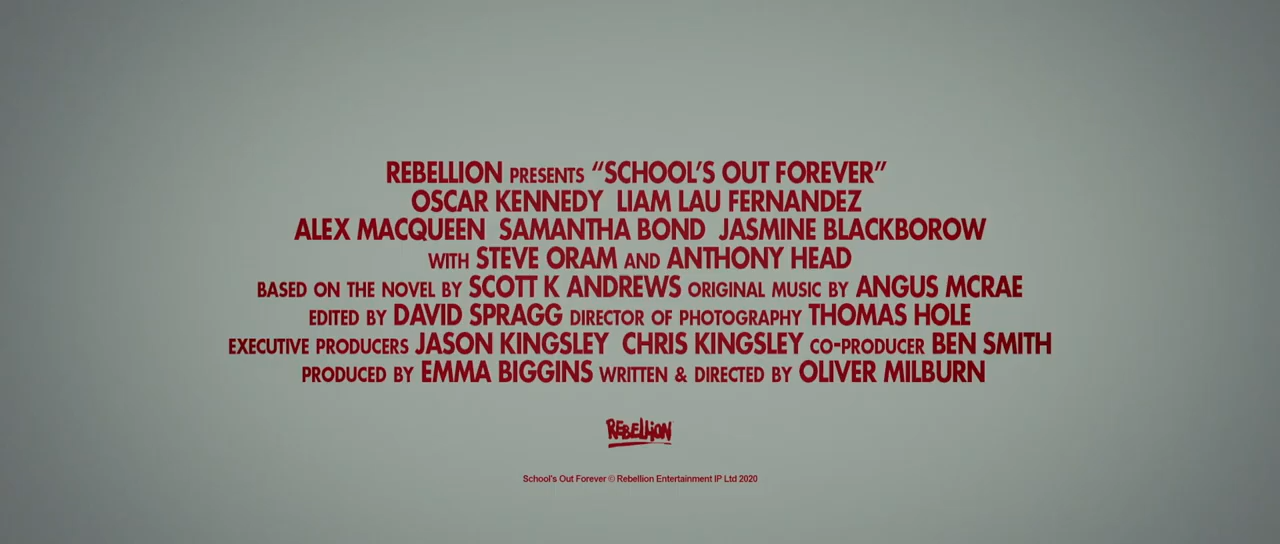 REBELLION PRESENTS “SCHOOL’S OUT FOREVER”
OSCAR KENNEDY LIAM LAU FERNANDEZ
ALEX MACQUEEN SAMANTHA BOND JASMINE BLACKBOROW
WITH STEVE ORAM AND ANTHONY HEAD
BASED ON THE NOVEL BY SCOTT K ANDREWS ORIGINAL MUSIC BY ANGUS MCRAE
EDITED BY DAVID SPRAGG DIRECTOR OF PHOTOGRAPHY THOMAS HOLE
EXECUTIVE PRODUCERS JASON KINGSLEY CHRIS KINGSLEY CO-PRODUCER BEN SMITH
PRODUCED BY EMMA BIGGINS WRITTEN & DIRECTED BY OLIVER MILBURN
REBELLION
School's Out Forever © Rebellion Entertainment IP Ltd 2020